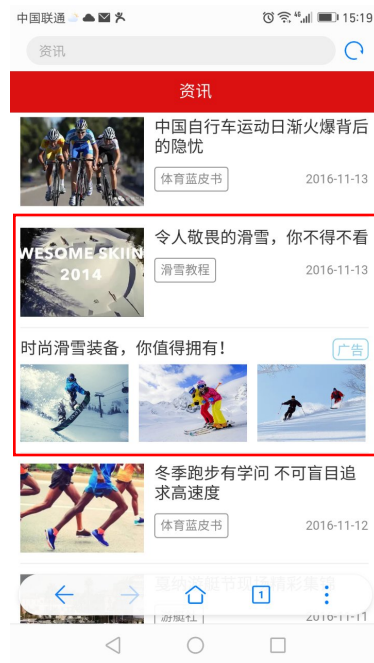 中国联通 46 15:19
资讯
资讯
中国自行车运动日渐火爆背后
的隐忧
体育蓝皮书 2016-11-13
令人敬畏的滑雪，你不得不看
WESOME SKIIN
2014
滑雪教程 2016-11-13
时尚滑雪装备，你值得拥有！ 广告
冬季跑步有学问 不可盲目追
求高速度
体育蓝皮书 2016-11-12
1
游艇社 2016-11-11